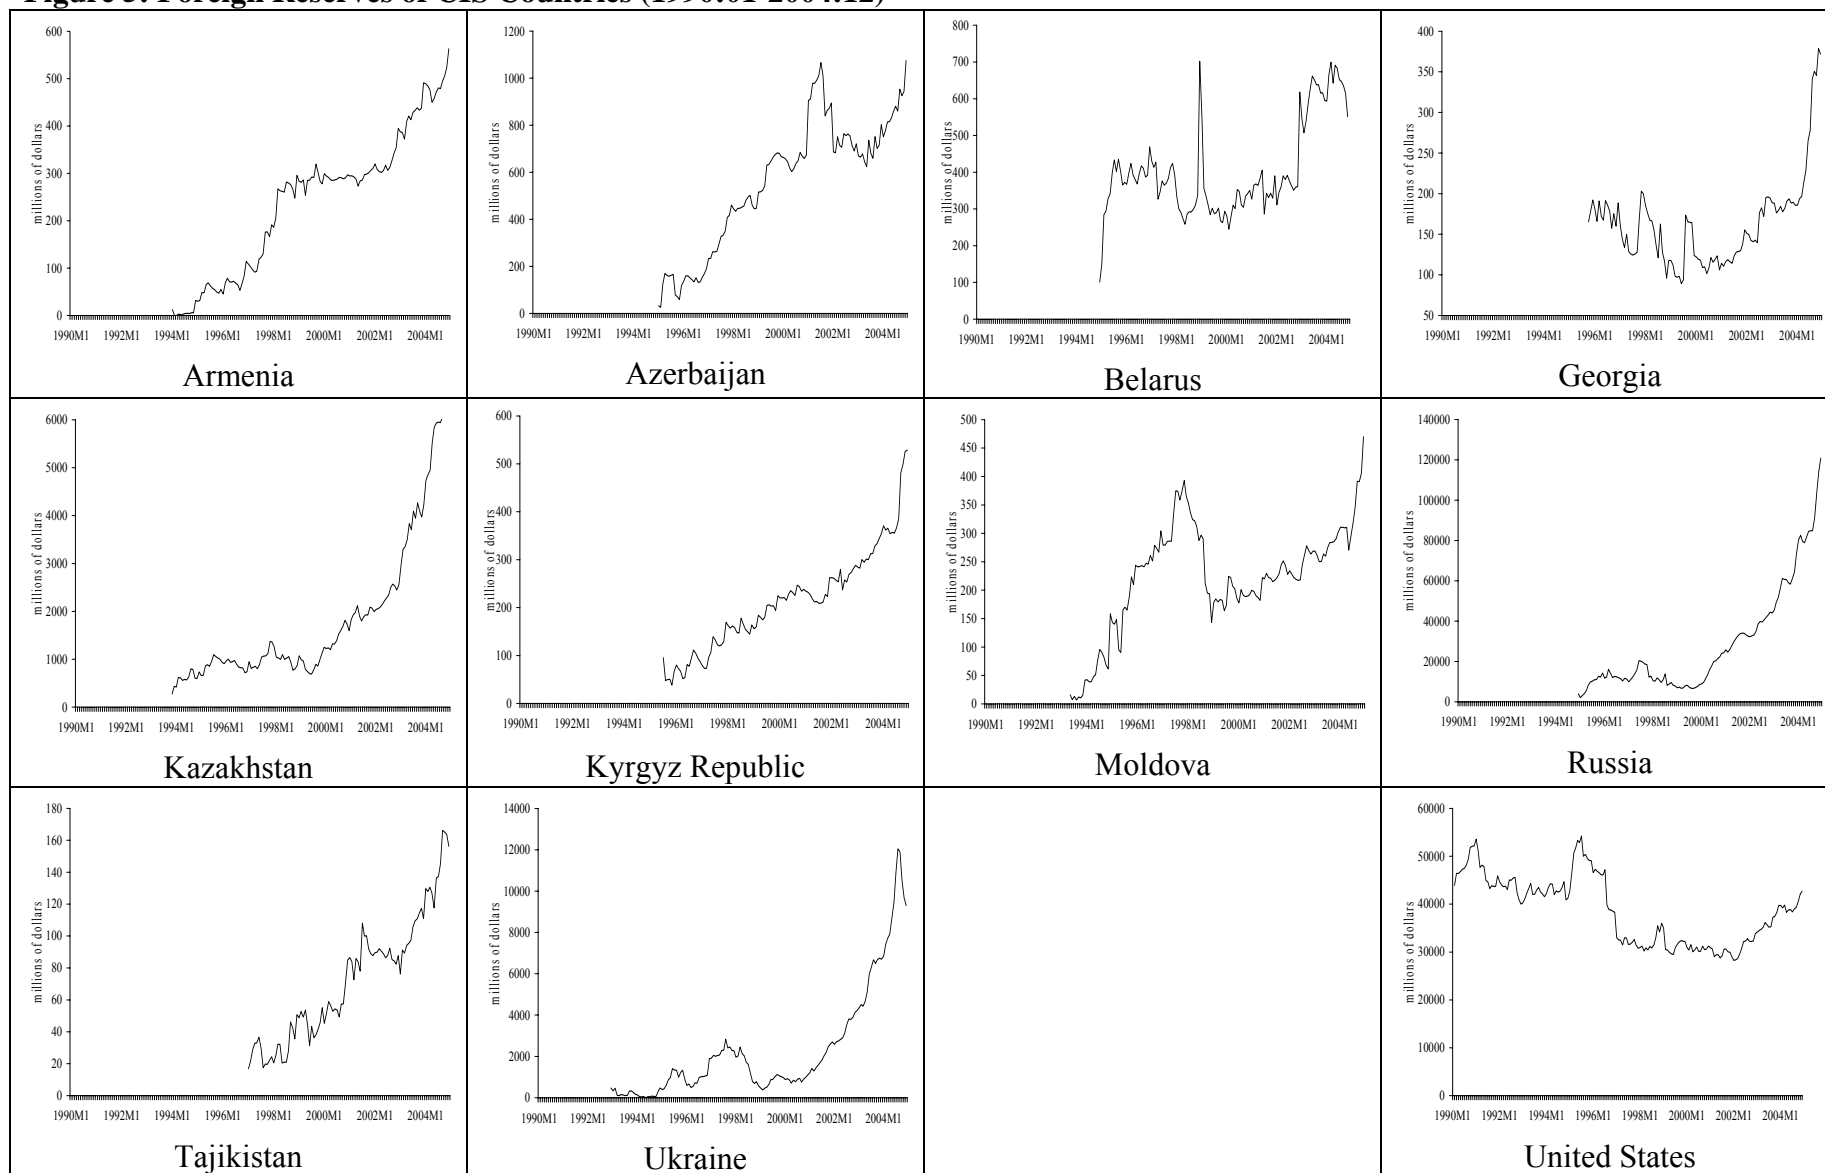 Figure 3: Foreign Reserves of CIS Countries (1990:01-2004:12)
600
500
400
300
200
100
0
millions of dollars
1990M1 1992M1 1994M1 1996M1 1998M1 2000M1 2002M1 2004M1
Armenia
1200
1000
800
600
400
200
0
millions of dollars
1990M1 1992M1 1994M1 1996M1 1998M1 2000M1 2002M1 2004M1
Azerbaijan
800
700
600
500
400
300
200
100
0
millions of dollars
1990M1 1992M1 1994M1 1996M1 1998M1 2000M1 2002M1 2004M1
Belarus
400
350
300
250
200
150
100
50
millions of dollars
1990M1 1992M1 1994M1 1996M1 1998M1 2000M1 2002M1 2004M1
Georgia
6000
5000
4000
3000
2000
1000
0
millions of dollars
1990M1 1992M1 1994M1 1996M1 1998M1 2000M1 2002M1 2004M1
Kazakhstan
600
500
400
300
200
100
0
millions of dollars
1990M1 1992M1 1994M1 1996M1 1998M1 2000M1 2002M1 2004M1
Kyrgyz Republic
500
450
400
350
300
250
200
150
100
50
0
millions of dollars
1990M1 1992M1 1994M1 1996M1 1998M1 2000M1 2002M1 2004M1
Moldova
140000
120000
100000
80000
60000
40000
20000
0
millions of dollars
1990M1 1992M1 1994M1 1996M1 1998M1 2000M1 2002M1 2004M1
Russia
180
160
140
120
100
80
60
40
20
0
millions of dollars
1990M1 1992M1 1994M1 1996M1 1998M1 2000M1 2002M1 2004M1
Tajikistan
14000
12000
10000
8000
6000
4000
2000
0
millions of dollars
1990M1 1992M1 1994M1 1996M1 1998M1 2000M1 2002M1 2004M1
Ukraine
60000
50000
40000
30000
20000
10000
0
millions of dollars
1990M1 1992M1 1994M1 1996M1 1998M1 2000M1 2002M1 2004M1
United States